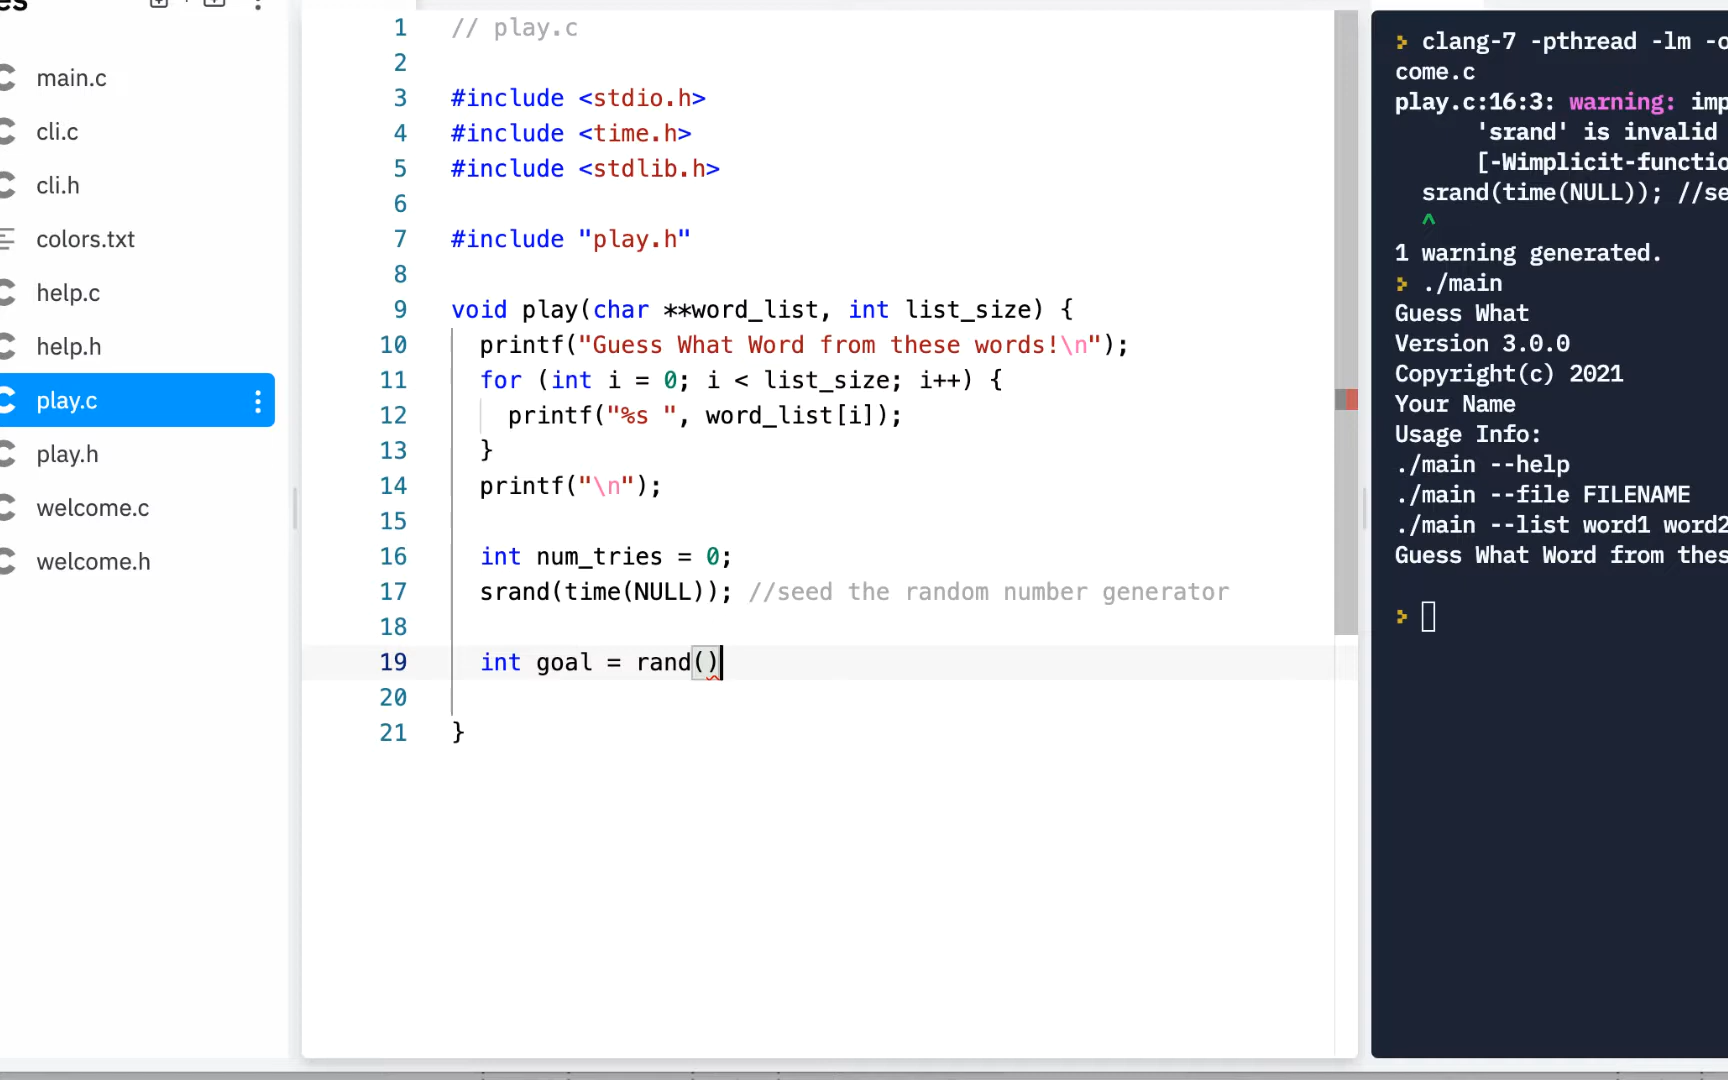 es
main.c
cli.c
cli.h
colors.txt
help.c
help.h
play.c
play.h
welcome.c
welcome.h
1 // play.c
2
3 #include <stdio.h>
4 #include <time.h>
5 #include <stdlib.h>
6
7 #include "play.h"
8
9 void play(char **word_list, int list_size) {
10 printf("Guess What Word from these words!\n");
11 for (int i = 0; i < list_size; i++) {
12 printf("%s ", word_list[i]);
13 }
14 printf("\n");
15
16 int num_tries = 0;
17 srand(time(NULL)); //seed the random number generator
18
19 int goal = rand()
20
21 }
clang-7 -pthread -lm -o
come.c
play.c:16:3: warning: imp
'srand' is invalid
[-Wimplicit-functio
srand(time(NULL)); //se
^
1 warning generated.
./main
Guess What
Version 3.0.0
Copyright(c) 2021
Your Name
Usage Info:
./main --help
./main --file FILENAME
./main --list word1 word2
Guess What Word from thes